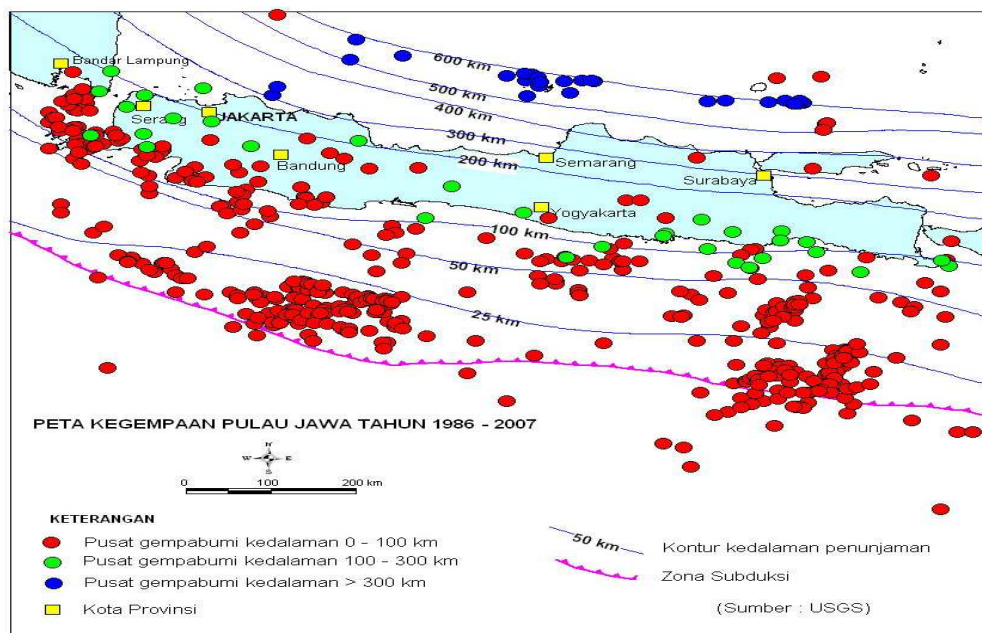 600 km
Bandar Lampung
500 km
400 km
Serang
JAKARTA
300 km
200 km
Semarang
Bandung
Surabaya
Yogyakarta
100 km
50 km
25 km
PETA KEGEMPAAN PULAU JAWA TAHUN 1986 - 2007
N
W E
S
0 100 200 km
KETERANGAN
Pusat gempabumi kedalaman 0 - 100 km
Pusat gempabumi kedalaman 100 - 300 km
Pusat gempabumi kedalaman > 300 km
Kota Provinsi
50 km
Kontur kedalaman penunjaman
Zona Subduksi
(Sumber : USGS)